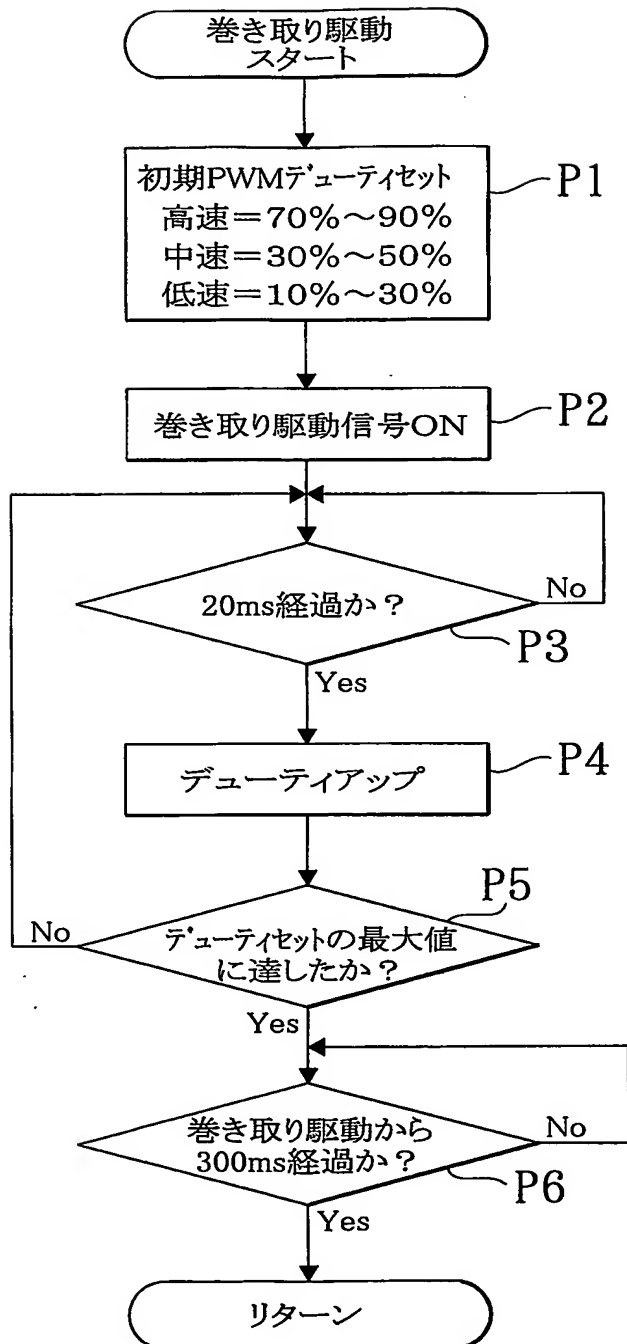 巻き取り駆動
スタート
初期PWMデューティセット
高速＝70％～90％
中速＝30％～50％
低速＝10％～30％
P1
巻き取り駆動信号ON
P2
20ms経過か？
No
P3
Yes
デューティアップ
P4
P5
デューティセットの最大値
に達したか？
No
Yes
巻き取り駆動から
300ms経過か？
No
P6
Yes
リターン